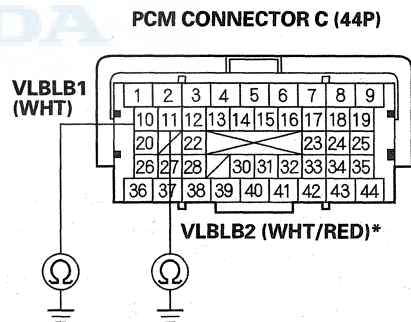 DA
PCM CONNECTOR C (44P)
VLBLB1
(WHT)
1 2 3 4 5 6 7 8 9
10 11 12 13 14 15 16 17 18 19
20 22 23 24 25
26 27 28 30 31 32 33 34 35
36 37 38 39 40 41 42 43 44
VLBLB2 (WHT/RED)*
Ω Ω